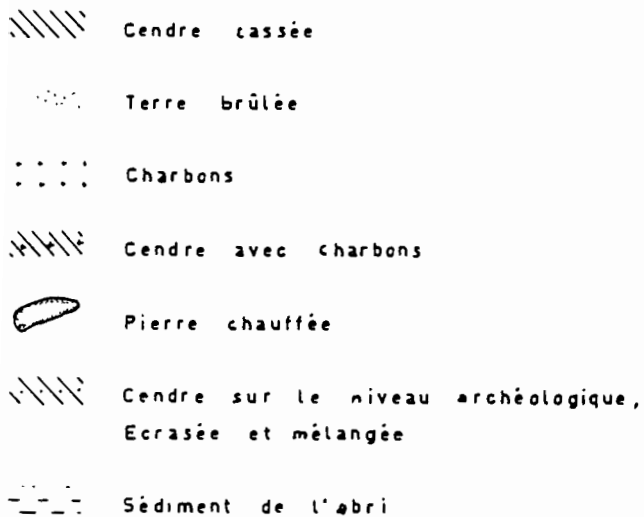 Cendre tassée
Terre brûlée
Charbons
Cendre avec charbons
Pierre chauffée
Cendre sur le niveau archéologique,
Ecrasée et mélangée
Sédiment de l'abri